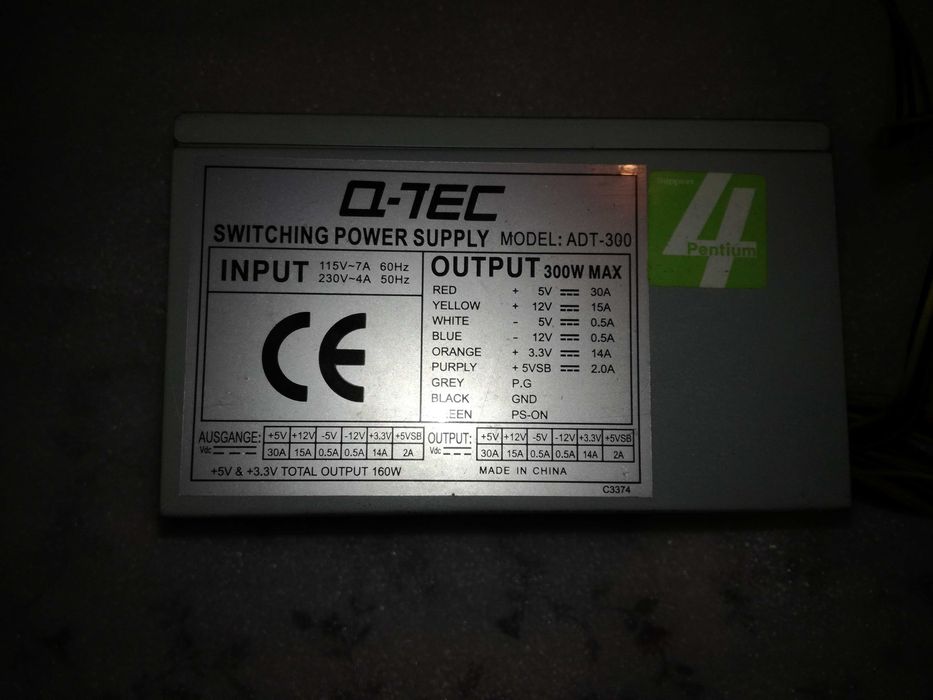 Q-TEC
SWITCHING POWER SUPPLY MODEL: ADT-300
Support
4
Pentium
INPUT 115V~7A 60Hz
230V~4A 50Hz
CE
OUTPUT 300W MAX
RED + 5V 30A
YELLOW + 12V 15A
WHITE - 5V 0.5A
BLUE - 12V 0.5A
ORANGE + 3.3V 14A
PURPLY + 5VSB 2.0A
GREY P.G
BLACK GND
EEN PS-ON
AUSGANGE: +5V +12V -5V -12V +3.3V +5VSB
Vdc 30A 15A 0.5A 0.5A 14A 2A
OUTPUT: +5V +12V -5V -12V +3.3V +5VSB
Vdc 30A 15A 0.5A 0.5A 14A 2A
+5V & +3.3V TOTAL OUTPUT 160W
MADE IN CHINA
C3374